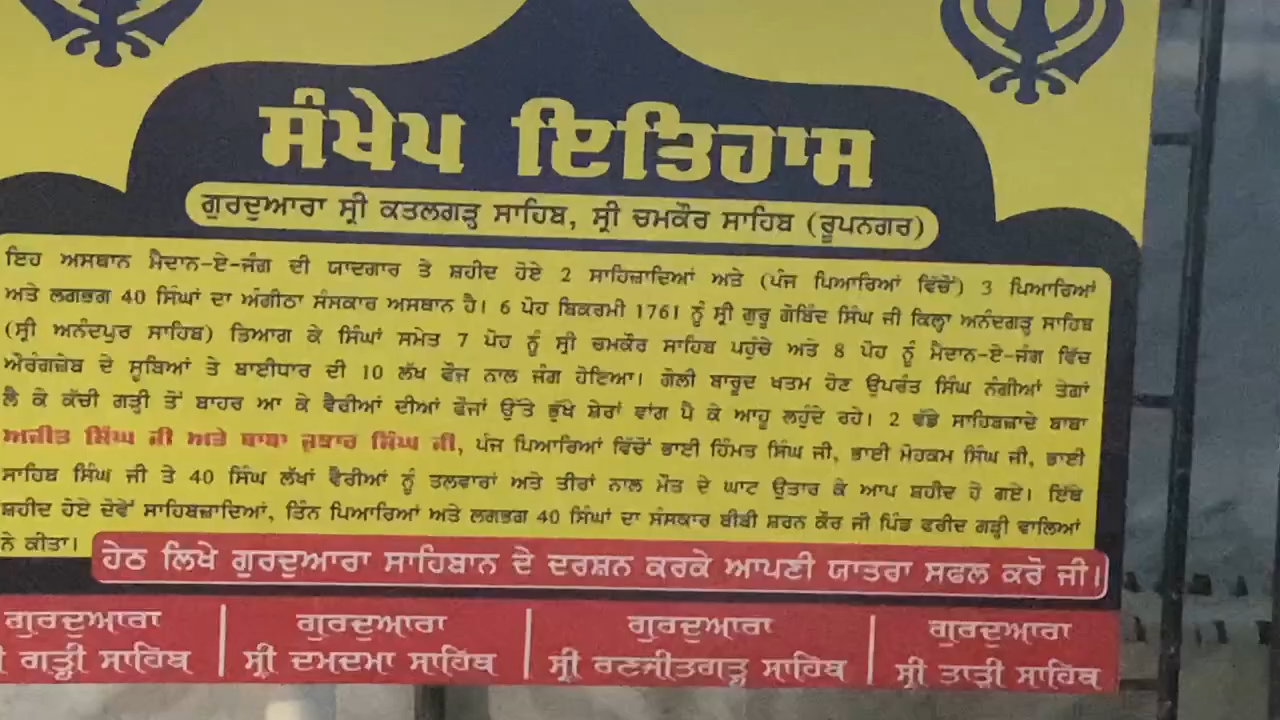 ਸੰਖੇਪ ਇਤਿਹਾਸ
ਗੁਰਦੁਆਰਾ ਸ੍ਰੀ ਕਤਲਗੜ੍ਹ ਸਾਹਿਬ, ਸ੍ਰੀ ਚਮਕੌਰ ਸਾਹਿਬ (ਰੂਪਨਗਰ)
ਇਹ ਅਸਥਾਨ ਮੈਦਾਨ-ਏ-ਜੰਗ ਦੀ ਯਾਦਗਾਰ ਤੇ ਸ਼ਹੀਦ ਹੋਏ 2 ਸਾਹਿਜ਼ਾਦਿਆਂ ਅਤੇ (ਪੰਜ ਪਿਆਰਿਆਂ ਵਿੱਚੋਂ) 3 ਪਿਆਰਿਆਂ
ਅਤੇ ਲਗਭਗ 40 ਸਿੰਘਾਂ ਦਾ ਅੰਗੀਠਾ ਸੰਸਕਾਰ ਅਸਥਾਨ ਹੈ। 6 ਪੋਹ ਬਿਕਰਮੀ 1761 ਨੂੰ ਸ੍ਰੀ ਗੁਰੂ ਗੋਬਿੰਦ ਸਿੰਘ ਜੀ ਕਿਲ੍ਹਾ ਅਨੰਦਗੜ੍ਹ ਸਾਹਿਬ
(ਸ੍ਰੀ ਅਨੰਦਪੁਰ ਸਾਹਿਬ) ਤਿਆਗ ਕੇ ਸਿੰਘਾਂ ਸਮੇਤ 7 ਪੋਹ ਨੂੰ ਸ੍ਰੀ ਚਮਕੌਰ ਸਾਹਿਬ ਪਹੁੰਚੇ ਅਤੇ 8 ਪੋਹ ਨੂੰ ਮੈਦਾਨ-ਏ-ਜੰਗ ਵਿੱਚ
ਔਰੰਗਜ਼ੇਬ ਦੇ ਸੂਬਿਆਂ ਤੇ ਬਾਈਧਾਰ ਦੀ 10 ਲੱਖ ਫੌਜ ਨਾਲ ਜੰਗ ਹੋਇਆ। ਗੋਲੀ ਬਾਰੂਦ ਖਤਮ ਹੋਣ ਉਪਰੰਤ ਸਿੰਘ ਨੰਗੀਆਂ ਤੇਗਾਂ
ਲੈ ਕੇ ਕੱਚੀ ਗੜ੍ਹੀ ਤੋਂ ਬਾਹਰ ਆ ਕੇ ਵੈਰੀਆਂ ਦੀਆਂ ਫੌਜਾਂ ਉੱਤੇ ਭੁੱਖੇ ਸ਼ੇਰਾਂ ਵਾਂਗ ਪੈ ਕੇ ਆਹੂ ਲਹੁੰਦੇ ਰਹੇ। 2 ਵੱਡੇ ਸਾਹਿਬਜ਼ਾਦੇ ਬਾਬਾ
ਅਜੀਤ ਸਿੰਘ ਜੀ ਅਤੇ ਬਾਬਾ ਜੁਝਾਰ ਸਿੰਘ ਜੀ, ਪੰਜ ਪਿਆਰਿਆਂ ਵਿੱਚੋਂ ਭਾਈ ਹਿੰਮਤ ਸਿੰਘ ਜੀ, ਭਾਈ ਮੋਹਕਮ ਸਿੰਘ ਜੀ, ਭਾਈ
ਸਾਹਿਬ ਸਿੰਘ ਜੀ ਤੇ 40 ਸਿੰਘ ਲੱਖਾਂ ਵੈਰੀਆਂ ਨੂੰ ਤਲਵਾਰਾਂ ਅਤੇ ਤੀਰਾਂ ਨਾਲ ਮੌਤ ਦੇ ਘਾਟ ਉਤਾਰ ਕੇ ਆਪ ਸ਼ਹੀਦ ਹੋ ਗਏ। ਇੱਥੇ
ਸ਼ਹੀਦ ਹੋਏ ਦੋਵੇਂ ਸਾਹਿਬਜ਼ਾਦਿਆਂ, ਤਿੰਨ ਪਿਆਰਿਆਂ ਅਤੇ ਲਗਭਗ 40 ਸਿੰਘਾਂ ਦਾ ਸੰਸਕਾਰ ਬੀਬੀ ਸ਼ਰਨ ਕੌਰ ਜੀ ਪਿੰਡ ਫਰੀਦ ਗੜ੍ਹੀ ਵਾਲਿਆਂ
ਨੇ ਕੀਤਾ।
ਹੇਠ ਲਿਖੇ ਗੁਰਦੁਆਰਾ ਸਾਹਿਬਾਨ ਦੇ ਦਰਸ਼ਨ ਕਰਕੇ ਆਪਣੀ ਯਾਤਰਾ ਸਫਲ ਕਰੋ ਜੀ।
ਗੁਰਦੁਆਰਾ
ਗੜ੍ਹੀ ਸਾਹਿਬ
ਗੁਰਦੁਆਰਾ
ਸ੍ਰੀ ਦਮਦਮਾ ਸਾਹਿਬ
ਗੁਰਦੁਆਰਾ
ਸ੍ਰੀ ਰਣਜੀਤਗੜ੍ਹ ਸਾਹਿਬ
ਗੁਰਦੁਆਰਾ
ਸ੍ਰੀ ਤਾੜੀ ਸਾਹਿਬ